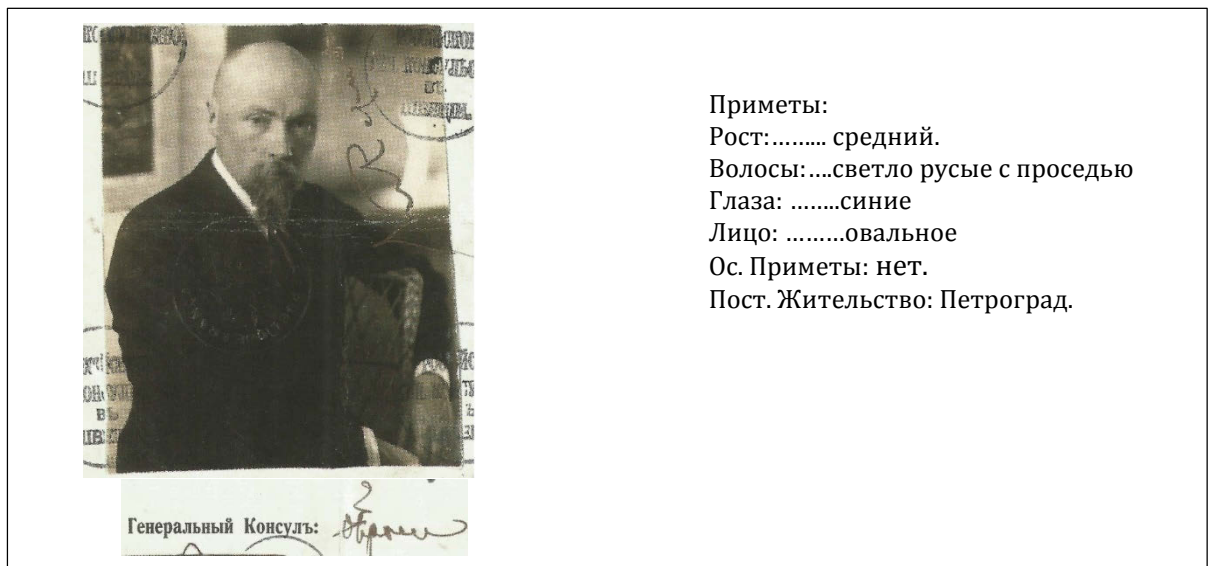 Приметы:
Рост:......... средний.
Волосы:....светло русые с проседью
Глаза: ........синие
Лицо: .........овальное
Ос. Приметы: нет.
Пост. Жительство: Петроград.
въ
Генеральный Консулъ: